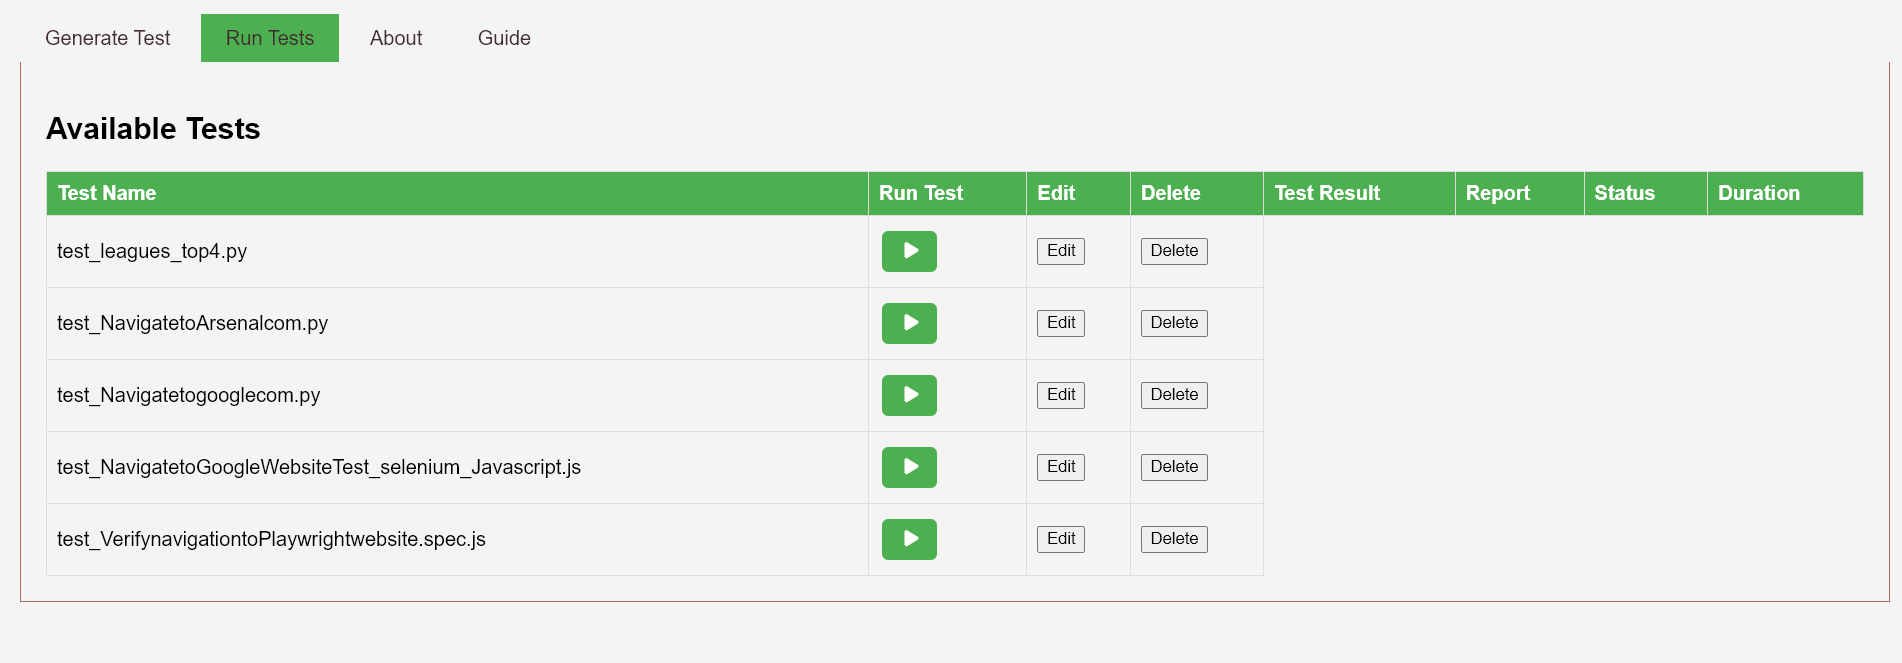 Generate Test Run Tests About Guide
Available Tests
Test Name Run Test Edit Delete Test Result Report Status Duration
test_leagues_top4.py Edit Delete
test_NavigatetoArsenalcom.py Edit Delete
test_Navigatetogooglecom.py Edit Delete
test_NavigatetoGoogleWebsiteTest_selenium_Javascript.js Edit Delete
test_VerifynavigationtoPlaywrightwebsite.spec.js Edit Delete